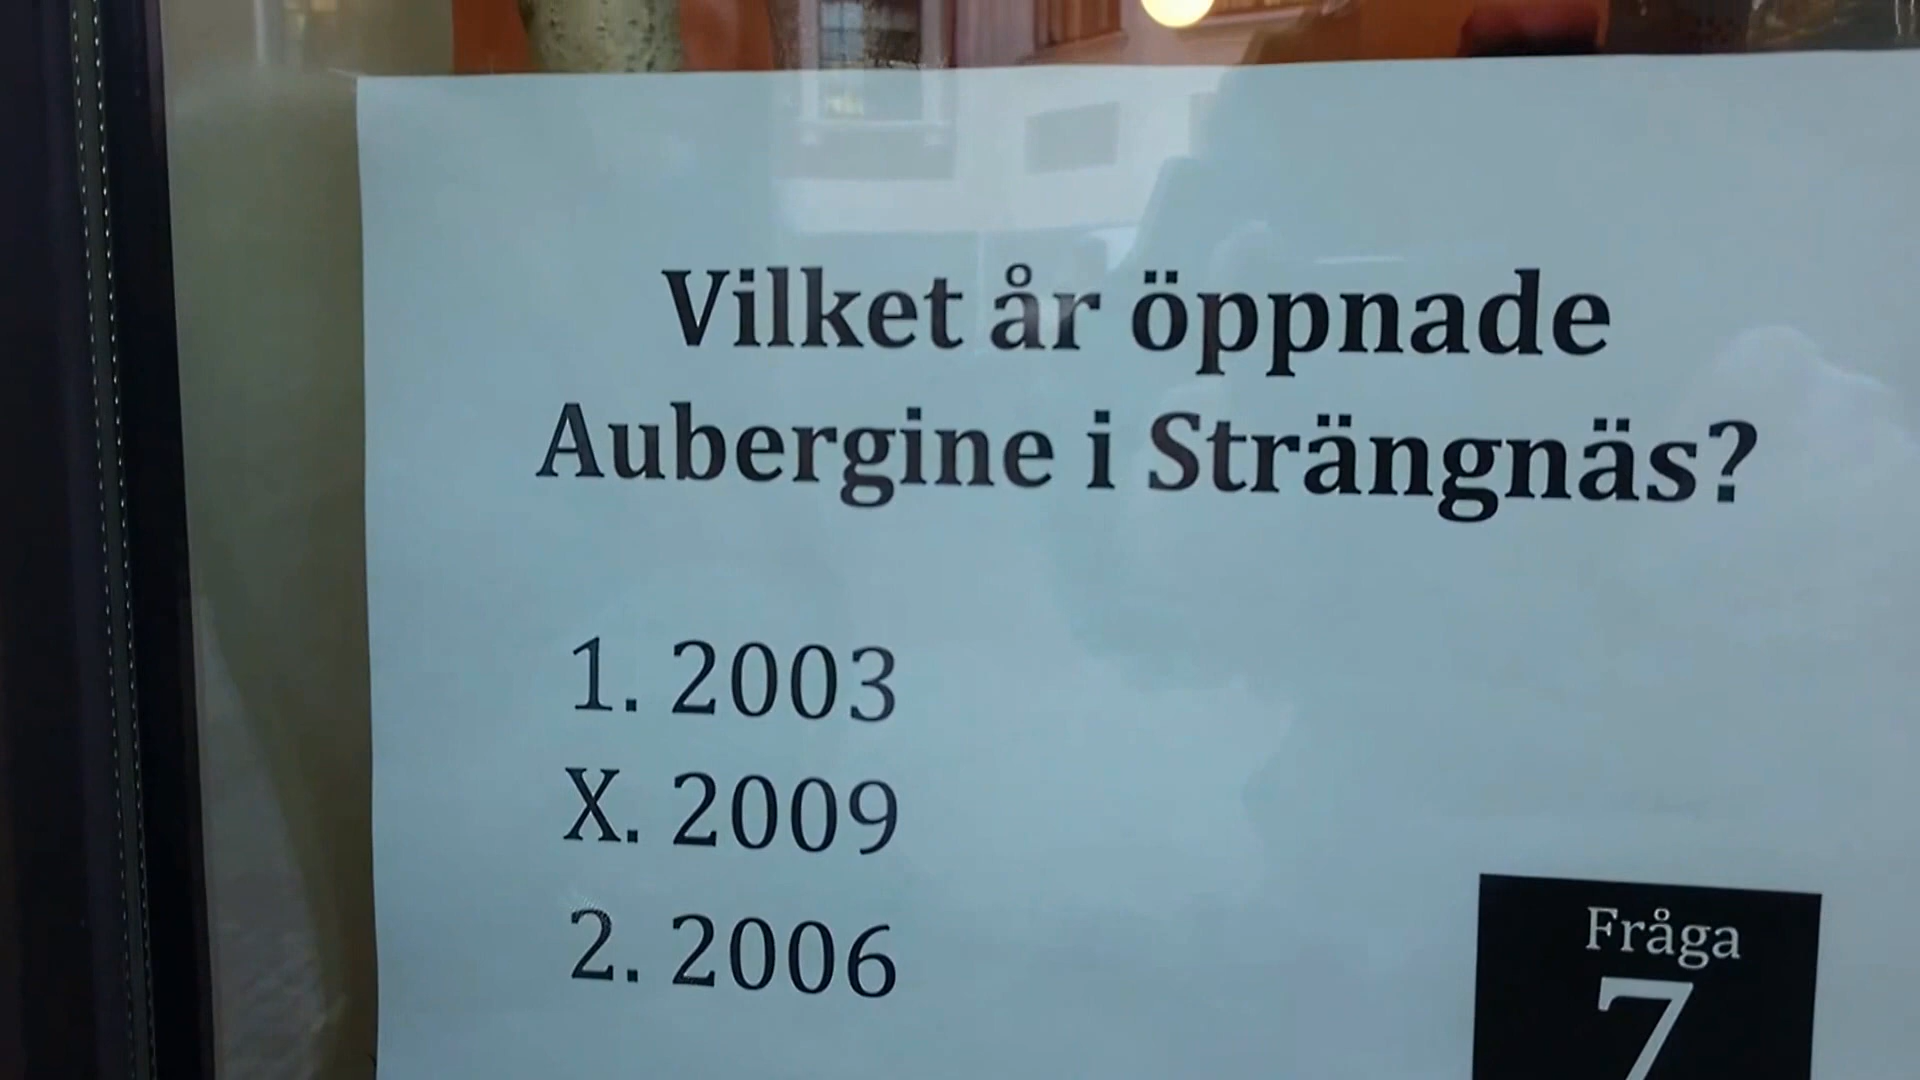 Vilket år öppnade
Aubergine i Strängnäs?
1. 2003
X. 2009
2. 2006
Fråga
7